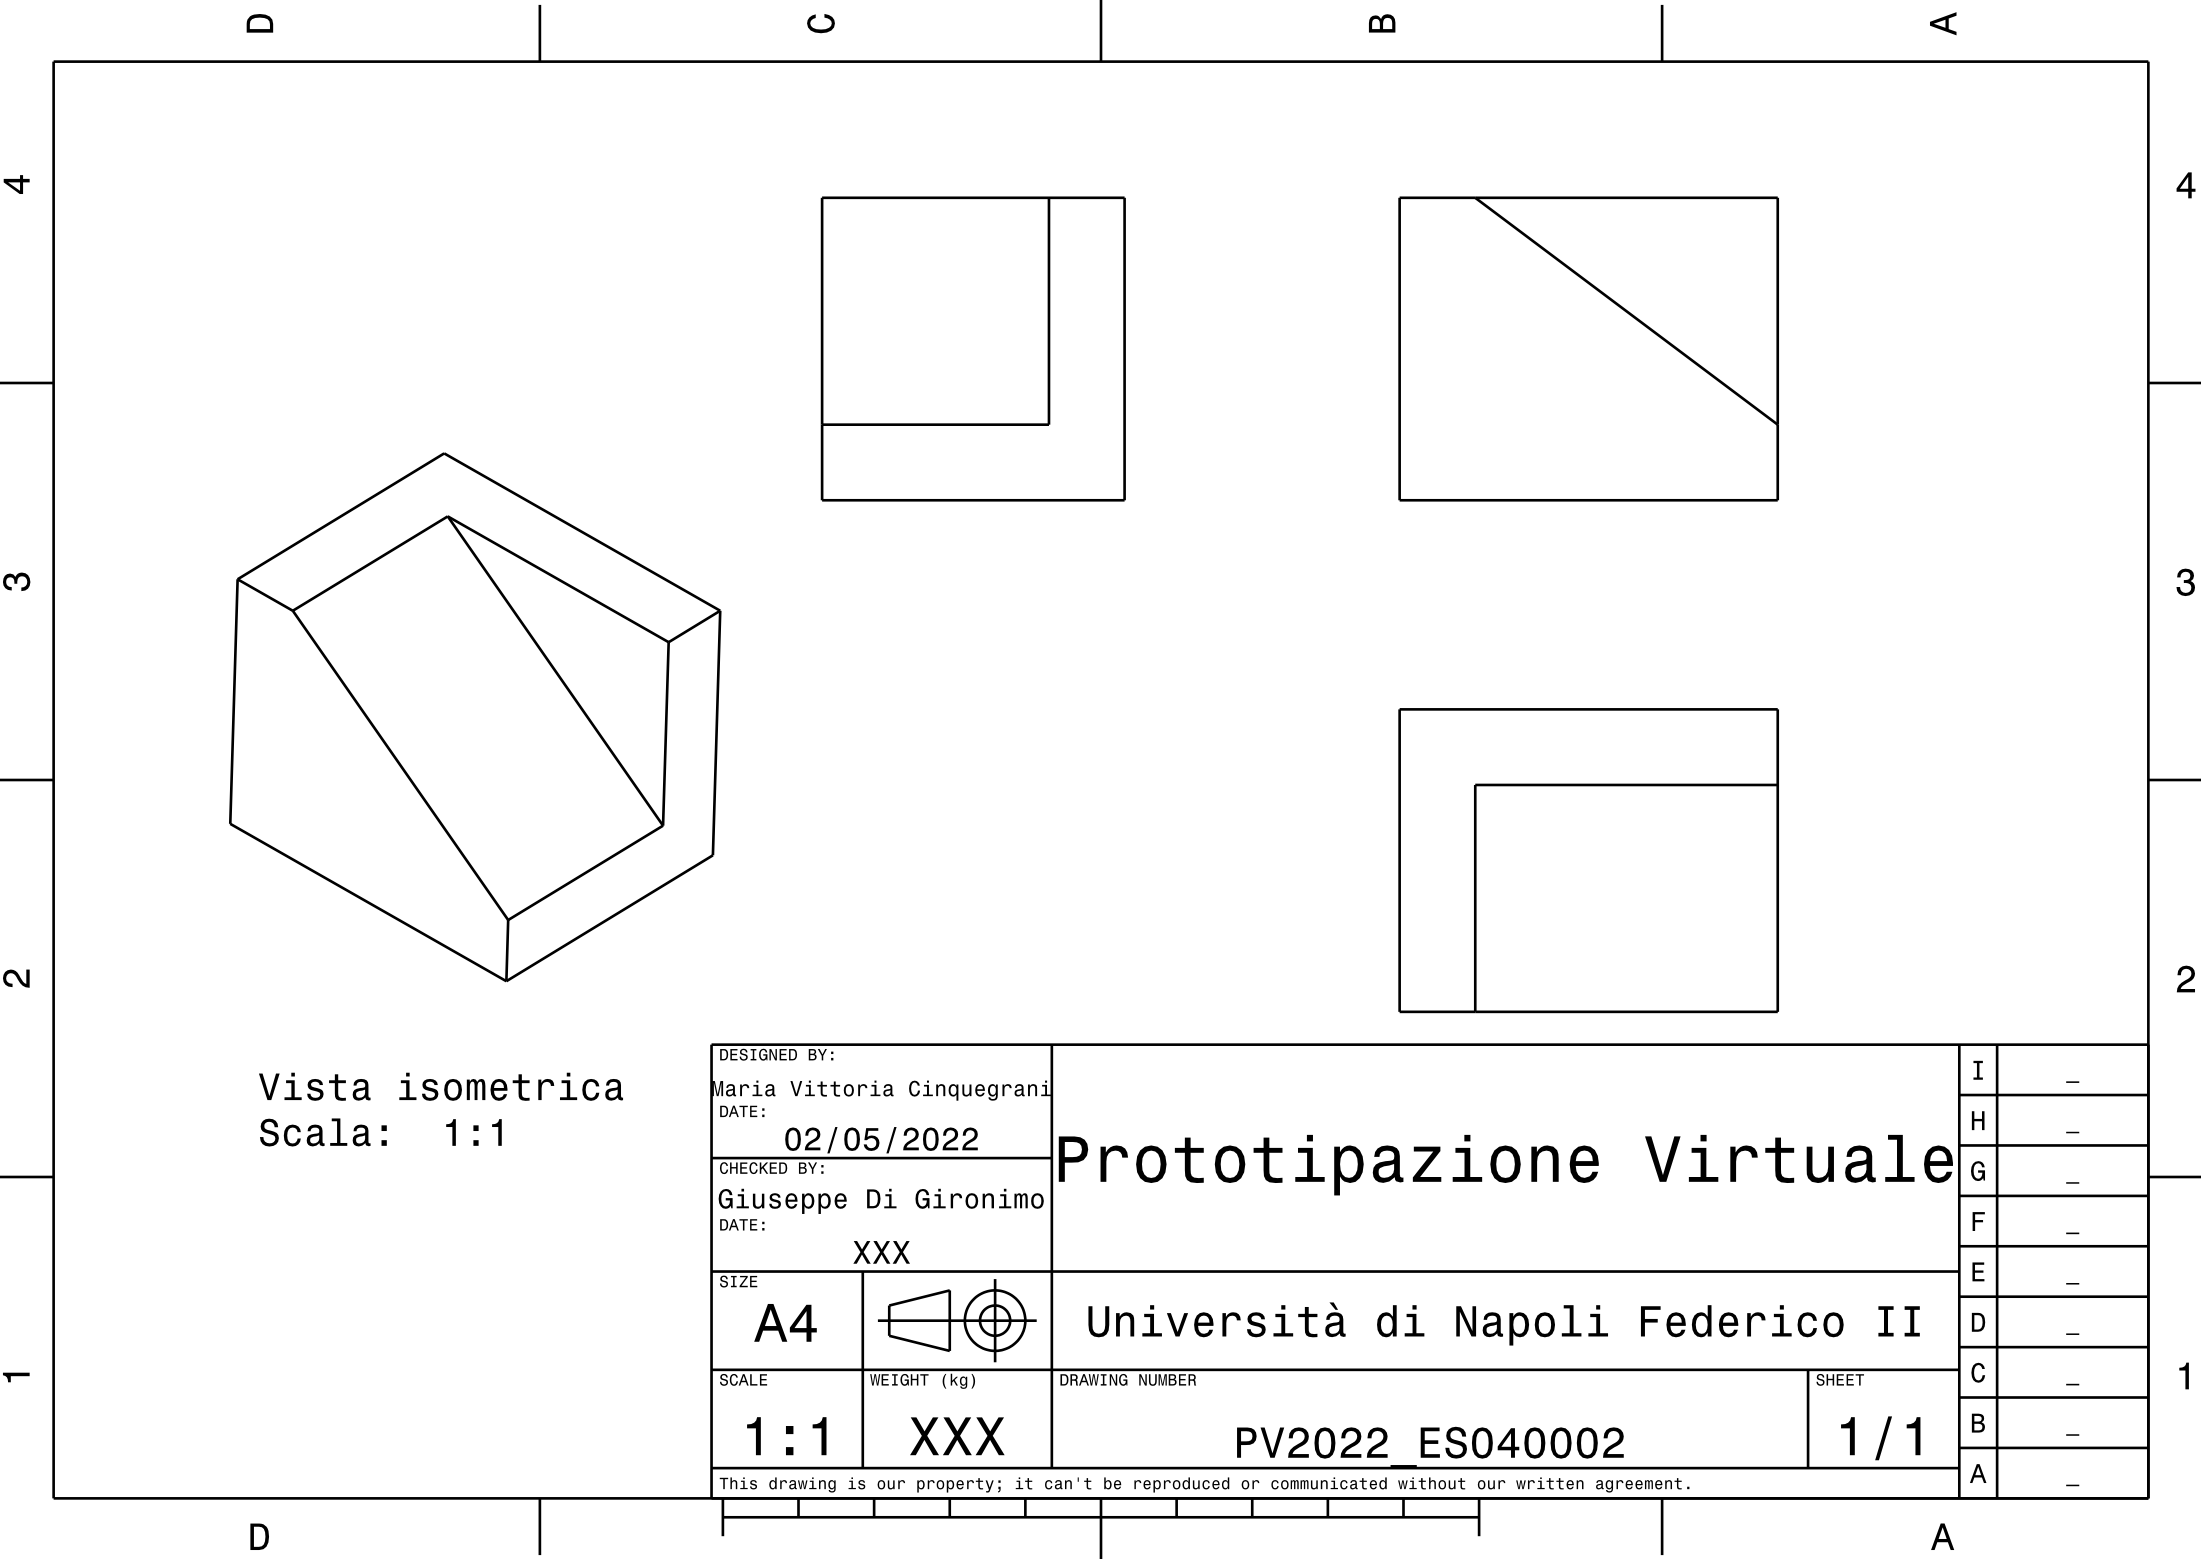 D C B A
4 4
3 3
2 2
Vista isometrica
Scala: 1:1
DESIGNED BY:
Maria Vittoria Cinquegrani
DATE:
02/05/2022
CHECKED BY:
Giuseppe Di Gironimo
DATE:
XXX
Prototipazione Virtuale
SIZE
A4
Università di Napoli Federico II
SCALE
1:1
WEIGHT (kg)
XXX
DRAWING NUMBER
PV2022_ES040002
SHEET
1/1
This drawing is our property; it can't be reproduced or communicated without our written agreement.
I _
H _
G _
F _
E _
D _
C _
B _
A _
1 1
D A